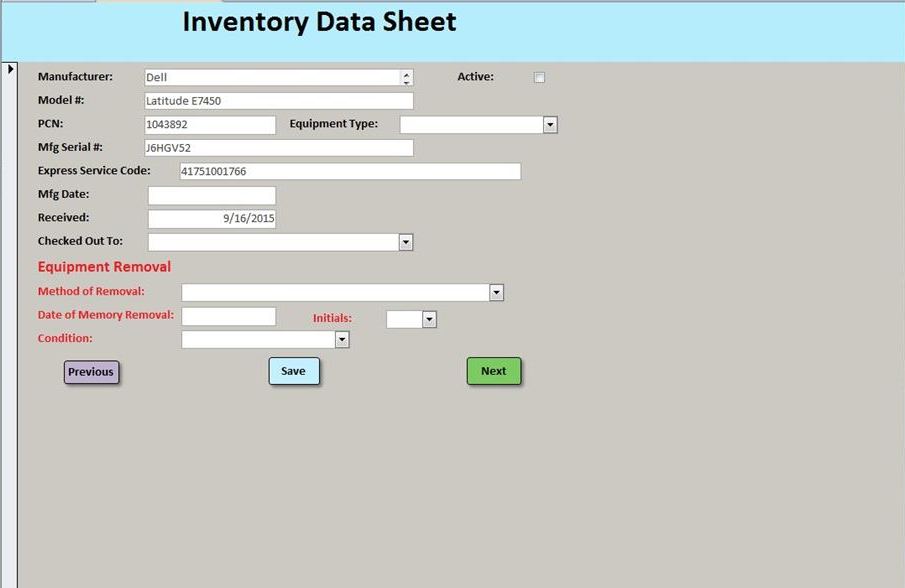 Inventory Data Sheet
Manufacturer: Dell Active:
Model #: Latitude E7450
PCN: 1043892 Equipment Type:
Mfg Serial #: J6HGV52
Express Service Code: 41751001766
Mfg Date:
Received: 9/16/2015
Checked Out To:
Equipment Removal
Method of Removal:
Date of Memory Removal: Initials:
Condition:
Previous Save Next